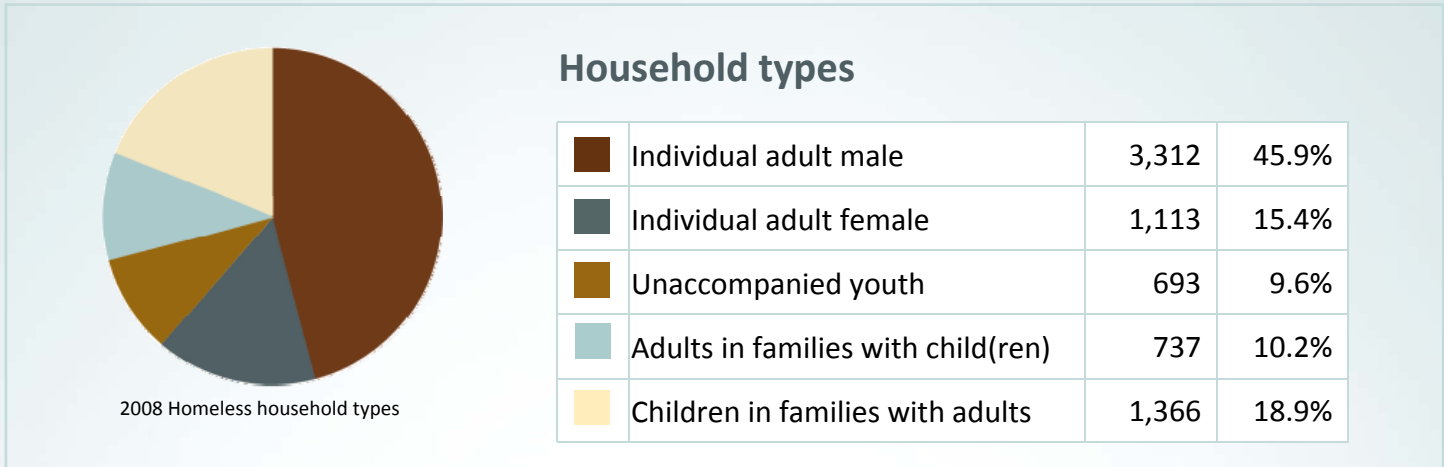 Household types
Individual adult male 3,312 45.9%
Individual adult female 1,113 15.4%
Unaccompanied youth 693 9.6%
Adults in families with child(ren) 737 10.2%
Children in families with adults 1,366 18.9%
2008 Homeless household types